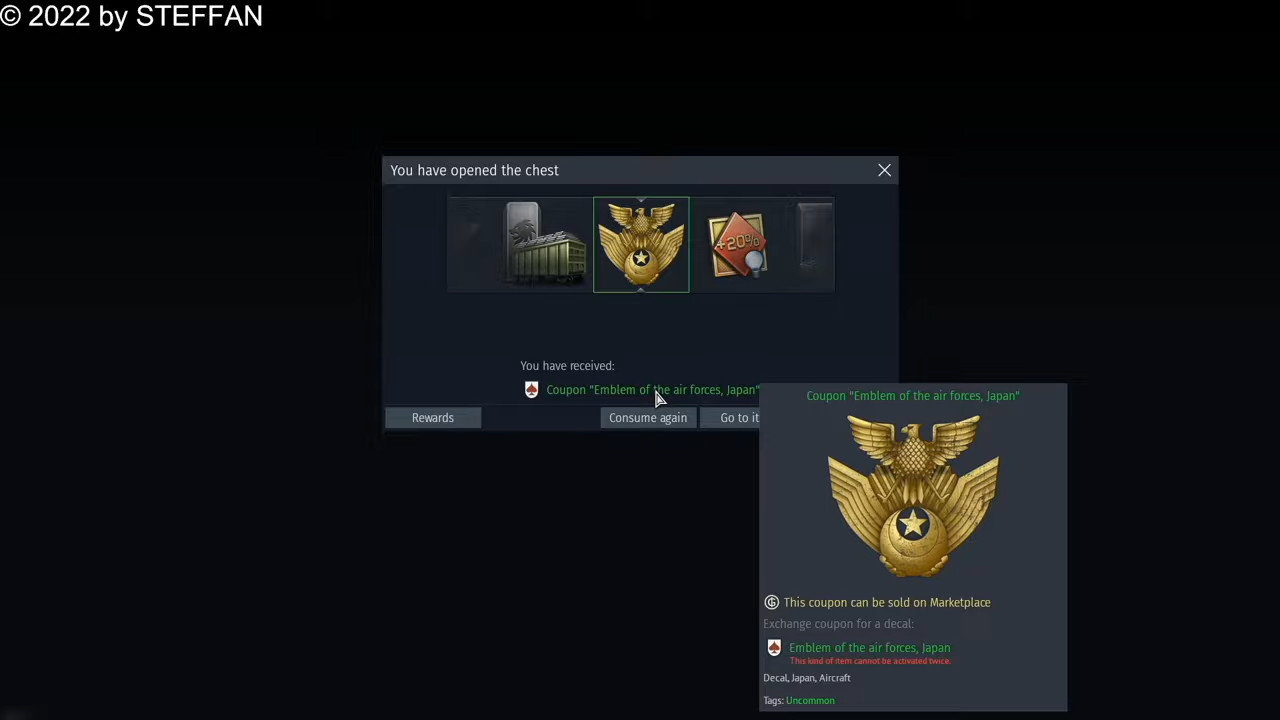 © 2022 by STEFFAN
You have opened the chest
+20%
You have received:
Coupon "Emblem of the air forces, Japan"
Rewards
Consume again
Go to it
Coupon "Emblem of the air forces, Japan"
This coupon can be sold on Marketplace
Exchange coupon for a decal:
Emblem of the air forces, Japan
This kind of item cannot be activated twice.
Decal, Japan, Aircraft
Tags: Uncommon